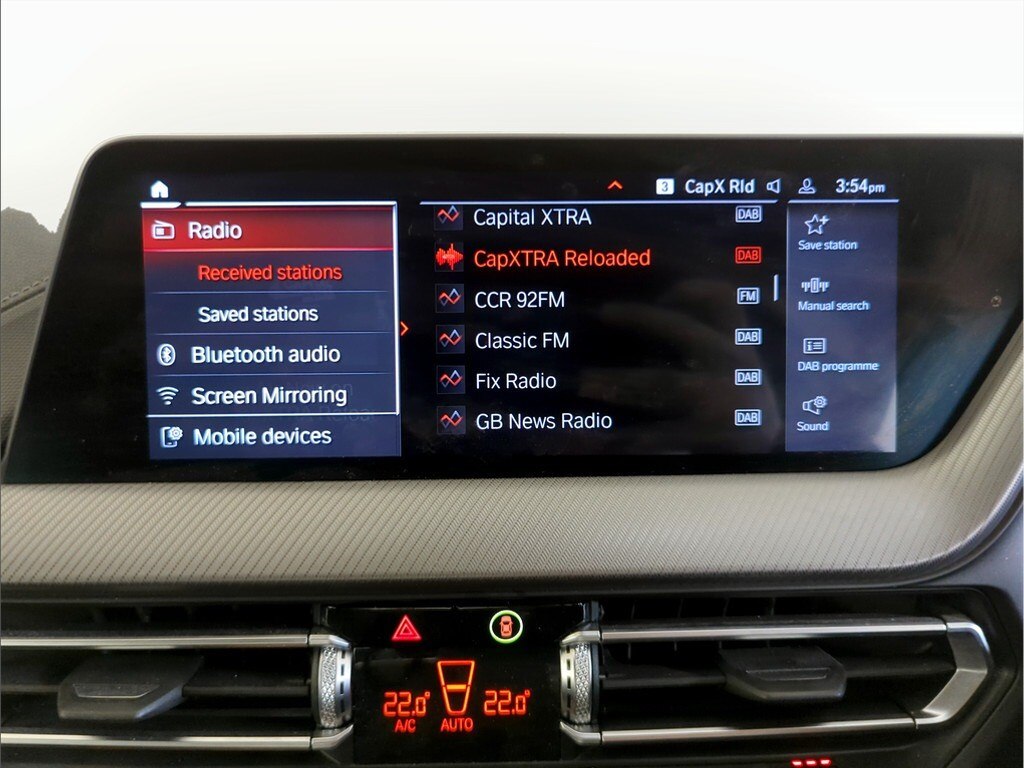 3 CapX Rld 3:54pm
Radio
Received stations
Saved stations
Bluetooth audio
Screen Mirroring
Mobile devices
Capital XTRA DAB
CapXTRA Reloaded DAB
CCR 92FM FM
Classic FM DAB
Fix Radio DAB
GB News Radio DAB
Save station
Manual search
DAB programme
Sound
22.0° 22.0°
A/C AUTO